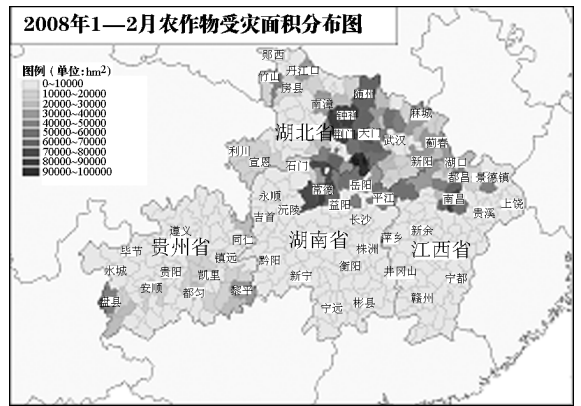 2008年1—2月农作物受灾面积分布图
图例（单位:hm²）
0~10000
10000~20000
20000~30000
30000~40000
40000~50000
50000~60000
60000~70000
70000~80000
80000~90000
90000~100000
郧西
丹江口
竹山
房县
随州
南漳
钟祥
麻城
湖北省
荆门
天门
武汉
蕲春
利川
宣恩
石门
新阳
湖口
都昌
景德镇
常德
岳阳
永顺
益阳
平江
南昌
上饶
沅陵
贵溪
吉首
长沙
遵义
同仁
湖南省
株洲
萍乡
新余
江西省
毕节
贵州省
镇远
黔阳
衡阳
井冈山
水城
贵阳
凯里
新宁
宁都
盘县
安顺
都匀
黎平
宁远
彬县
赣州